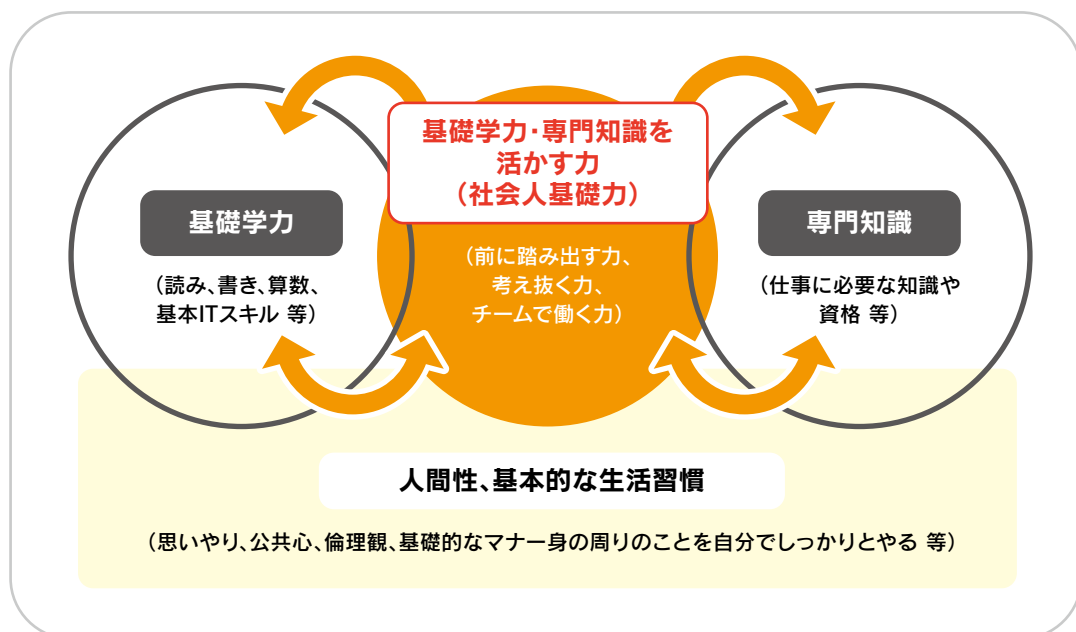 基礎学力・専門知識を
活かす力
（社会人基礎力）
基礎学力
（読み、書き、算数、
基本ITスキル 等）
（前に踏み出す力、
考え抜く力、
チームで働く力）
専門知識
（仕事に必要な知識や
資格 等）
人間性、基本的な生活習慣
（思いやり、公共心、倫理観、基礎的なマナー身の周りのことを自分でしっかりとやる 等）